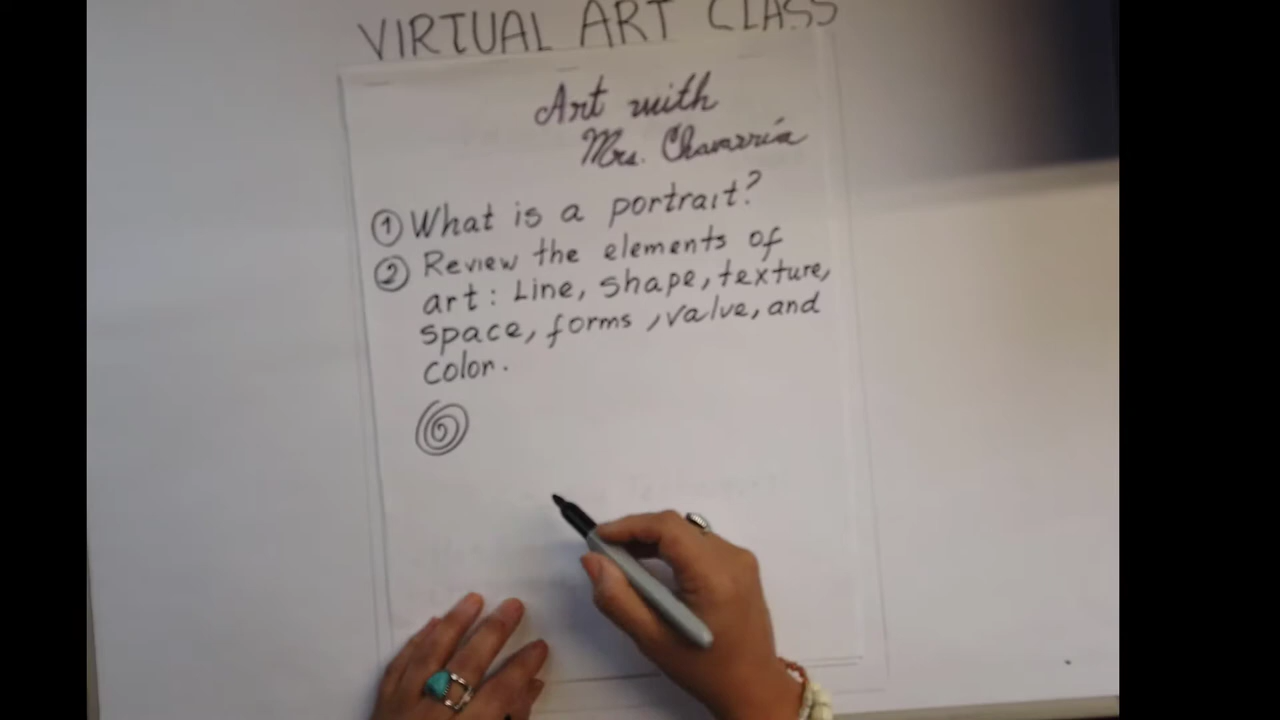 VIRTUAL ART CLASS
Art with
Mrs. Chavarría
① What is a portrait?
② Review the elements of
art: Line, shape, texture,
space, forms, value, and
color.